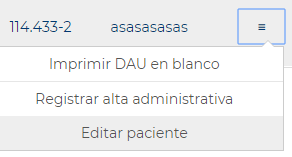 114.433-2 asasasasas ≡
Imprimir DAU en blanco
Registrar alta administrativa
Editar paciente